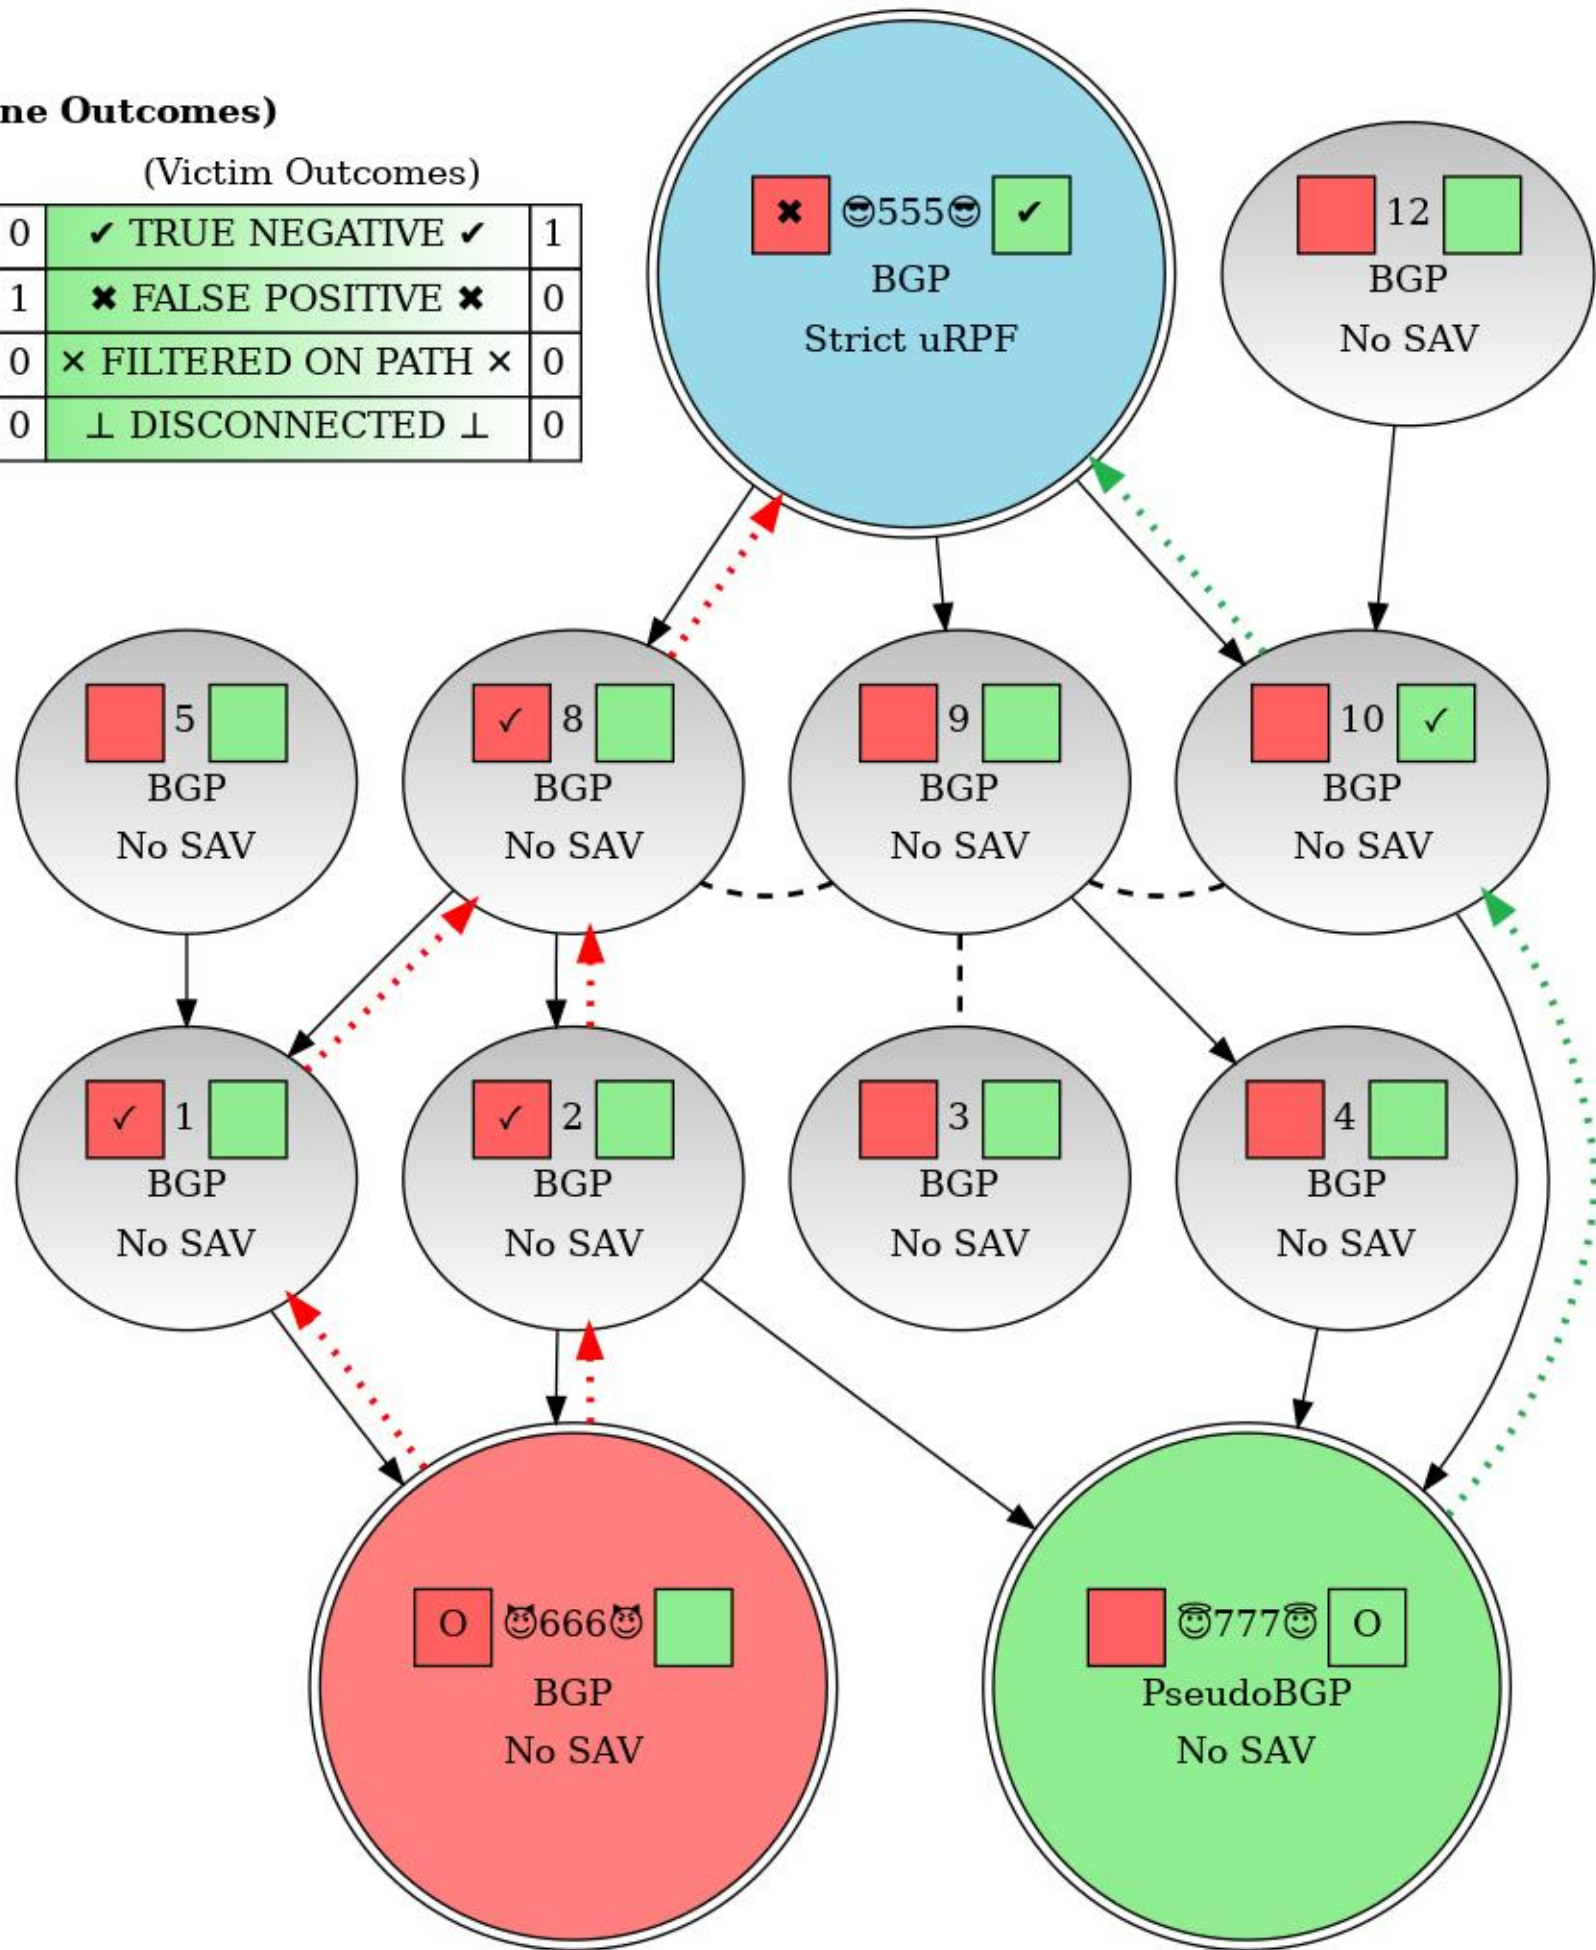 ne Outcomes)
(Victim Outcomes)
0 ✔ TRUE NEGATIVE ✔ 1
1 ✖ FALSE POSITIVE ✖ 0
0 ✕ FILTERED ON PATH ✕ 0
0 ⊥ DISCONNECTED ⊥ 0
✖ 😎555😎 ✔
BGP
Strict uRPF
12
BGP
No SAV
5
BGP
No SAV
✓ 8
BGP
No SAV
9
BGP
No SAV
10 ✓
BGP
No SAV
✓ 1
BGP
No SAV
✓ 2
BGP
No SAV
3
BGP
No SAV
4
BGP
No SAV
O 😈666😈
BGP
No SAV
😇777😇 O
PseudoBGP
No SAV